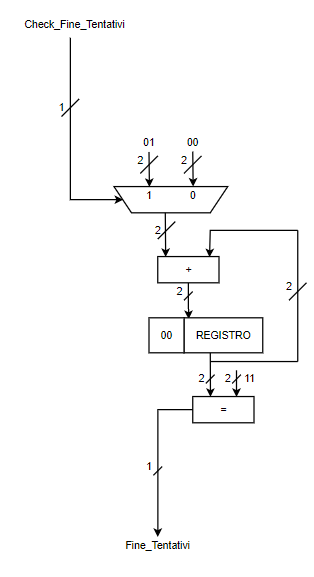 Check_Fine_Tentativi
1
01 00
2 2
1 0
2
+
2
2
00 REGISTRO
2 2 11
=
1
Fine_Tentativi